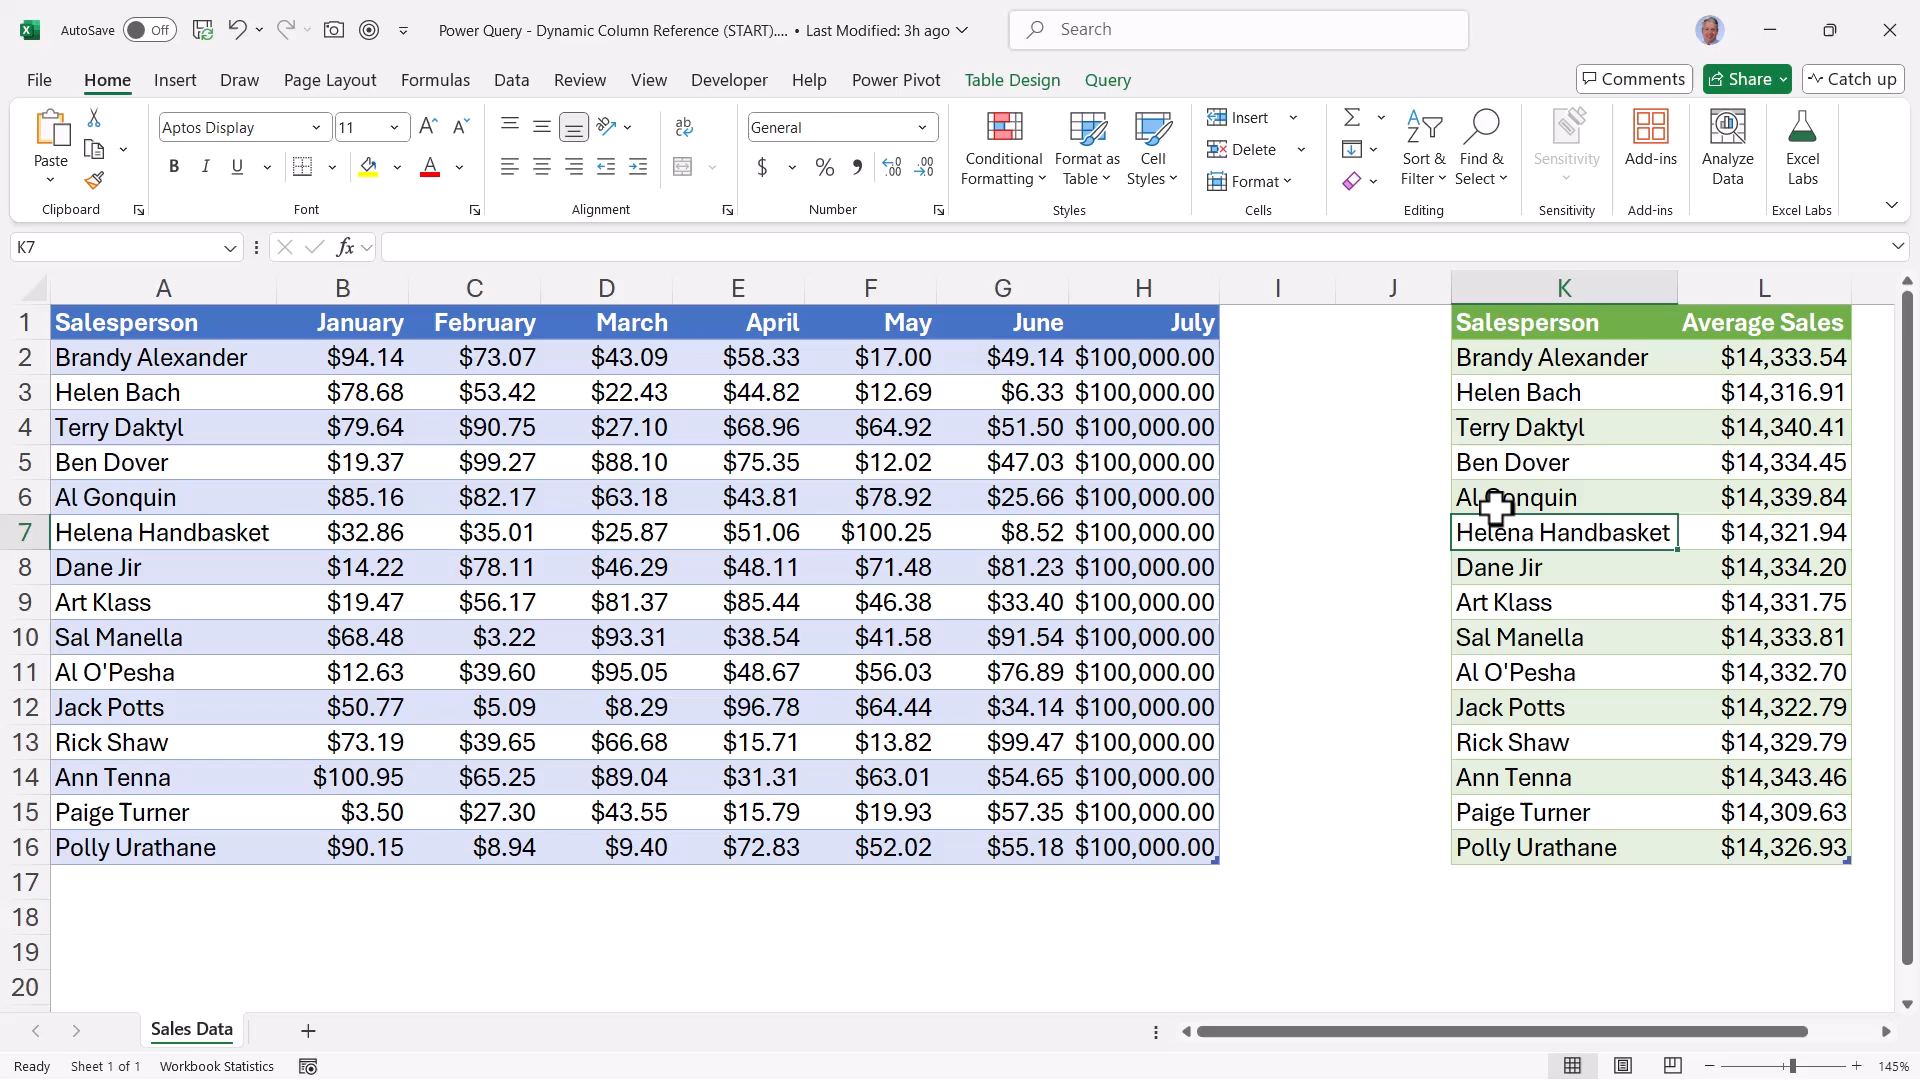 AutoSave Off Power Query - Dynamic Column Reference (START).... • Last Modified: 3h ago Search
File Home Insert Draw Page Layout Formulas Data Review View Developer Help Power Pivot Table Design Query Comments Share Catch up
Paste
Clipboard
Aptos Display 11
B I U A
Font
ab
Alignment
General
$ % 9 .00
Number
Conditional Formatting
Format as Table
Cell Styles
Styles
Insert
Delete
Format
Cells
Sort & Filter
Find & Select
Editing
Sensitivity
Sensitivity
Add-ins
Add-ins
Analyze Data
Excel Labs
Excel Labs
K7 fx
A B C D E F G H I J K L
1 Salesperson January February March April May June July Salesperson Average Sales
2 Brandy Alexander $94.14 $73.07 $43.09 $58.33 $17.00 $49.14 $100,000.00 Brandy Alexander $14,333.54
3 Helen Bach $78.68 $53.42 $22.43 $44.82 $12.69 $6.33 $100,000.00 Helen Bach $14,316.91
4 Terry Daktyl $79.64 $90.75 $27.10 $68.96 $64.92 $51.50 $100,000.00 Terry Daktyl $14,340.41
5 Ben Dover $19.37 $99.27 $88.10 $75.35 $12.02 $47.03 $100,000.00 Ben Dover $14,334.45
6 Al Gonquin $85.16 $82.17 $63.18 $43.81 $78.92 $25.66 $100,000.00 Al Gonquin $14,339.84
7 Helena Handbasket $32.86 $35.01 $25.87 $51.06 $100.25 $8.52 $100,000.00 Helena Handbasket $14,321.94
8 Dane Jir $14.22 $78.11 $46.29 $48.11 $71.48 $81.23 $100,000.00 Dane Jir $14,334.20
9 Art Klass $19.47 $56.17 $81.37 $85.44 $46.38 $33.40 $100,000.00 Art Klass $14,331.75
10 Sal Manella $68.48 $3.22 $93.31 $38.54 $41.58 $91.54 $100,000.00 Sal Manella $14,333.81
11 Al O'Pesha $12.63 $39.60 $95.05 $48.67 $56.03 $76.89 $100,000.00 Al O'Pesha $14,332.70
12 Jack Potts $50.77 $5.09 $8.29 $96.78 $64.44 $34.14 $100,000.00 Jack Potts $14,322.79
13 Rick Shaw $73.19 $39.65 $66.68 $15.71 $13.82 $99.47 $100,000.00 Rick Shaw $14,329.79
14 Ann Tenna $100.95 $65.25 $89.04 $31.31 $63.01 $54.65 $100,000.00 Ann Tenna $14,343.46
15 Paige Turner $3.50 $27.30 $43.55 $15.79 $19.93 $57.35 $100,000.00 Paige Turner $14,309.63
16 Polly Urathane $90.15 $8.94 $9.40 $72.83 $52.02 $55.18 $100,000.00 Polly Urathane $14,326.93
17
18
19
20
Sales Data
Ready Sheet 1 of 1 Workbook Statistics 145%